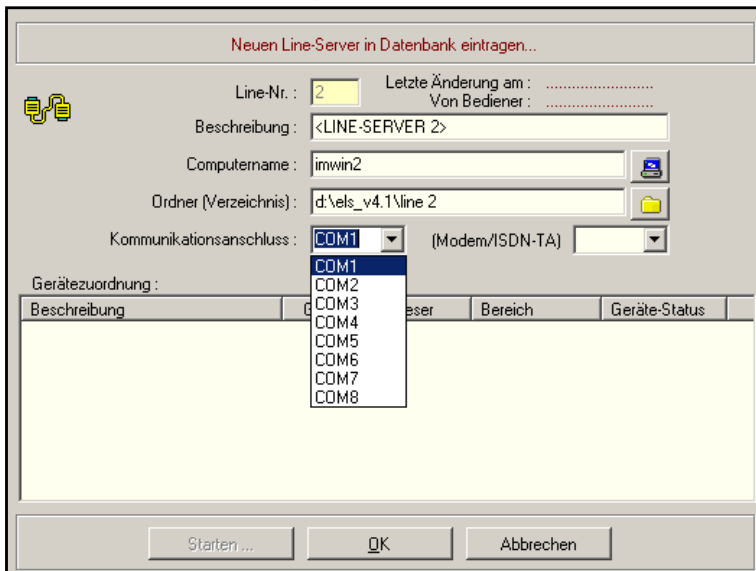 Neuen Line-Server in Datenbank eintragen...
Line-Nr. : 2 Letzte Änderung am : ........................
Von Bediener : ........................
Beschreibung : <LINE-SERVER 2>
Computername : imwin2
Ordner (Verzeichnis) : d:\els_v4.1\line 2
Kommunikationsanschluss : COM1 (Modem/ISDN-TA)
COM1
COM2
COM3
COM4
COM5
COM6
COM7
COM8
Gerätezuordnung :
Beschreibung Bereich Geräte-Status
Starten ... OK Abbrechen